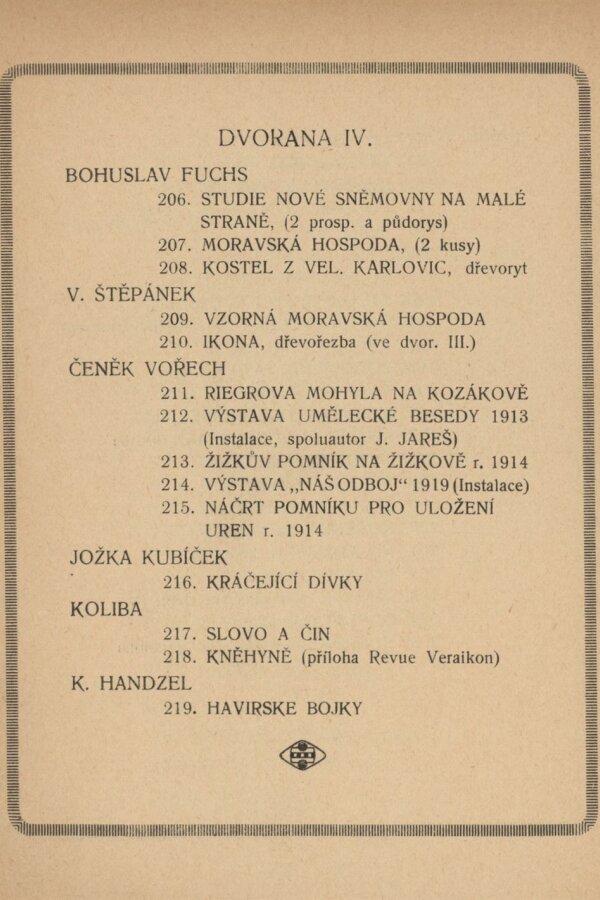 DVORANA IV.
BOHUSLAV FUCHS
206. STUDIE NOVÉ SNĚMOVNY NA MALÉ
STRANĚ, (2 prosp. a půdorys)
207. MORAVSKÁ HOSPODA, (2 kusy)
208. KOSTEL Z VEL. KARLOVIC, dřevoryt
V. ŠTĚPÁNEK
209. VZORNÁ MORAVSKÁ HOSPODA
210. IKONA, dřevořezba (ve dvor. III.)
ČENĚK VOŘECH
211. RIEGROVA MOHYLA NA KOZÁKOVĚ
212. VÝSTAVA UMĚLECKÉ BESEDY 1913
(Instalace, spoluautor J. JAREŠ)
213. ŽIŽKŮV POMNÍK NA ŽIŽKOVĚ r. 1914
214. VÝSTAVA „NÁŠ ODBOJ“ 1919 (Instalace)
215. NÁČRT POMNÍKU PRO ULOŽENÍ
UREN r. 1914
JOŽKA KUBÍČEK
216. KRÁČEJÍCÍ DÍVKY
KOLIBA
217. SLOVO A ČIN
218. KNĚHYNĚ (příloha Revue Veraikon)
K. HANDZEL
219. HAVIRSKE BOJKY